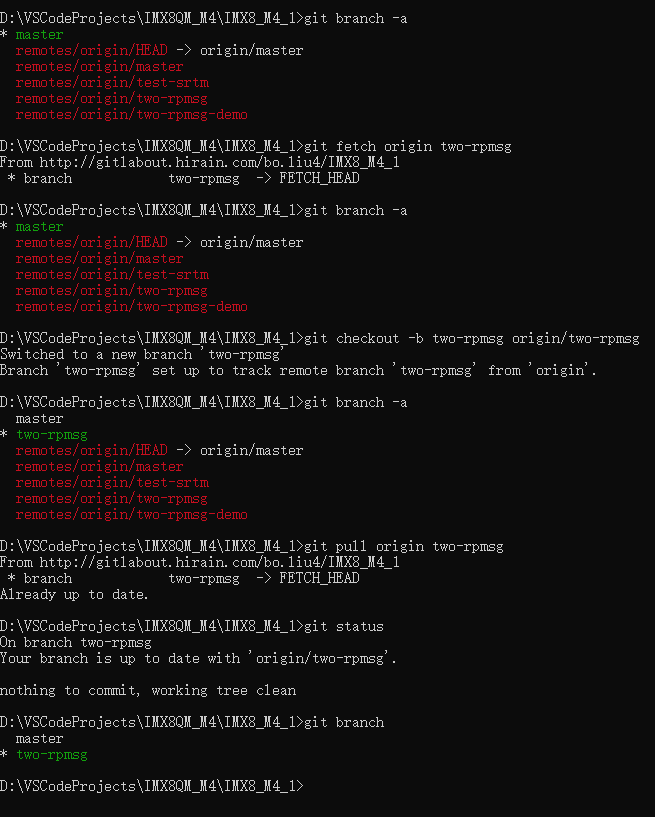 D:\VSCodeProjects\IMX8QM_M4\IMX8_M4_1>git branch -a
* master
  remotes/origin/HEAD -> origin/master
  remotes/origin/master
  remotes/origin/test-srtm
  remotes/origin/two-rpmsg
  remotes/origin/two-rpmsg-demo

D:\VSCodeProjects\IMX8QM_M4\IMX8_M4_1>git fetch origin two-rpmsg
From http://gitlabout.hirain.com/bo.liu4/IMX8_M4_1
 * branch            two-rpmsg  -> FETCH_HEAD

D:\VSCodeProjects\IMX8QM_M4\IMX8_M4_1>git branch -a
* master
  remotes/origin/HEAD -> origin/master
  remotes/origin/master
  remotes/origin/test-srtm
  remotes/origin/two-rpmsg
  remotes/origin/two-rpmsg-demo

D:\VSCodeProjects\IMX8QM_M4\IMX8_M4_1>git checkout -b two-rpmsg origin/two-rpmsg
Switched to a new branch 'two-rpmsg'
Branch 'two-rpmsg' set up to track remote branch 'two-rpmsg' from 'origin'.

D:\VSCodeProjects\IMX8QM_M4\IMX8_M4_1>git branch -a
  master
* two-rpmsg
  remotes/origin/HEAD -> origin/master
  remotes/origin/master
  remotes/origin/test-srtm
  remotes/origin/two-rpmsg
  remotes/origin/two-rpmsg-demo

D:\VSCodeProjects\IMX8QM_M4\IMX8_M4_1>git pull origin two-rpmsg
From http://gitlabout.hirain.com/bo.liu4/IMX8_M4_1
 * branch            two-rpmsg  -> FETCH_HEAD
Already up to date.

D:\VSCodeProjects\IMX8QM_M4\IMX8_M4_1>git status
On branch two-rpmsg
Your branch is up to date with 'origin/two-rpmsg'.

nothing to commit, working tree clean

D:\VSCodeProjects\IMX8QM_M4\IMX8_M4_1>git branch
  master
* two-rpmsg

D:\VSCodeProjects\IMX8QM_M4\IMX8_M4_1>